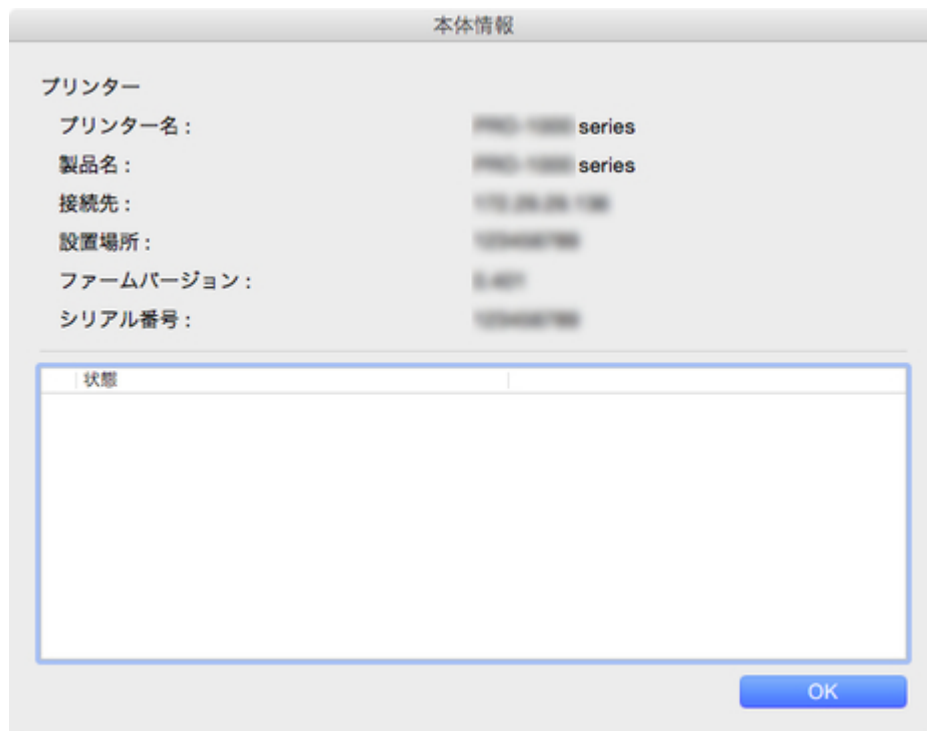 本体情報
プリンター
プリンター名 : series
製品名 : series
接続先 :
設置場所 :
ファームバージョン :
シリアル番号 :
状態
OK